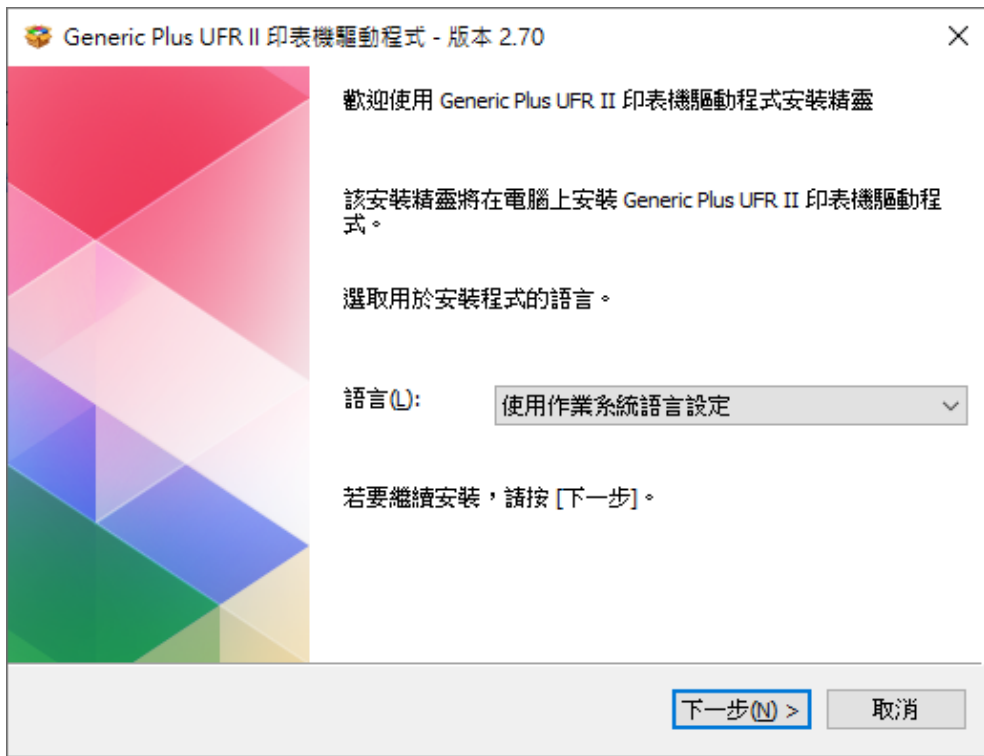 Generic Plus UFR II 印表機驅動程式 - 版本 2.70
歡迎使用 Generic Plus UFR II 印表機驅動程式安裝精靈
該安裝精靈將在電腦上安裝 Generic Plus UFR II 印表機驅動程
式。
選取用於安裝程式的語言。
語言(L): 使用作業系統語言設定
若要繼續安裝，請按 [下一步]。
下一步(N) > 取消